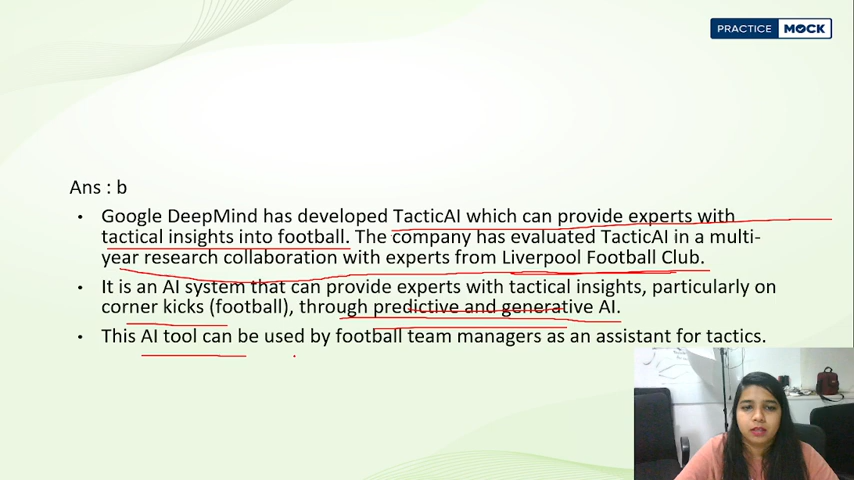 PRACTICE MOCK
Ans : b
• Google DeepMind has developed TacticAI which can provide experts with
tactical insights into football. The company has evaluated TacticAI in a multi-
year research collaboration with experts from Liverpool Football Club.
• It is an AI system that can provide experts with tactical insights, particularly on
corner kicks (football), through predictive and generative AI.
• This AI tool can be used by football team managers as an assistant for tactics.